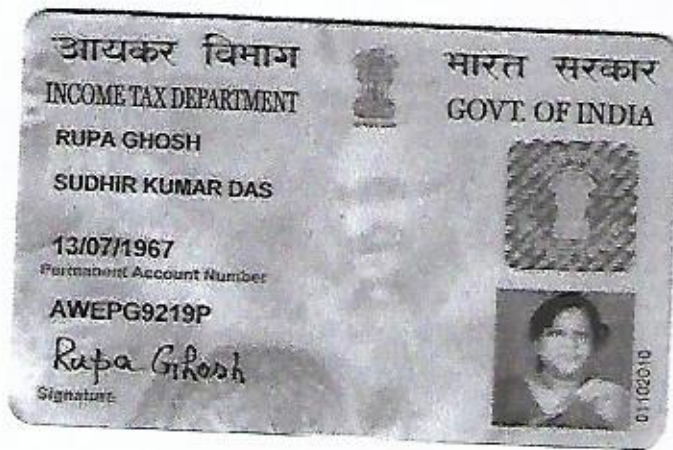 आयकर विभाग
भारत सरकार
INCOME TAX DEPARTMENT
GOVT. OF INDIA
RUPA GHOSH
SUDHIR KUMAR DAS
13/07/1967
Permanent Account Number
AWEPG9219P
Rupa Ghosh
Signature
01102010